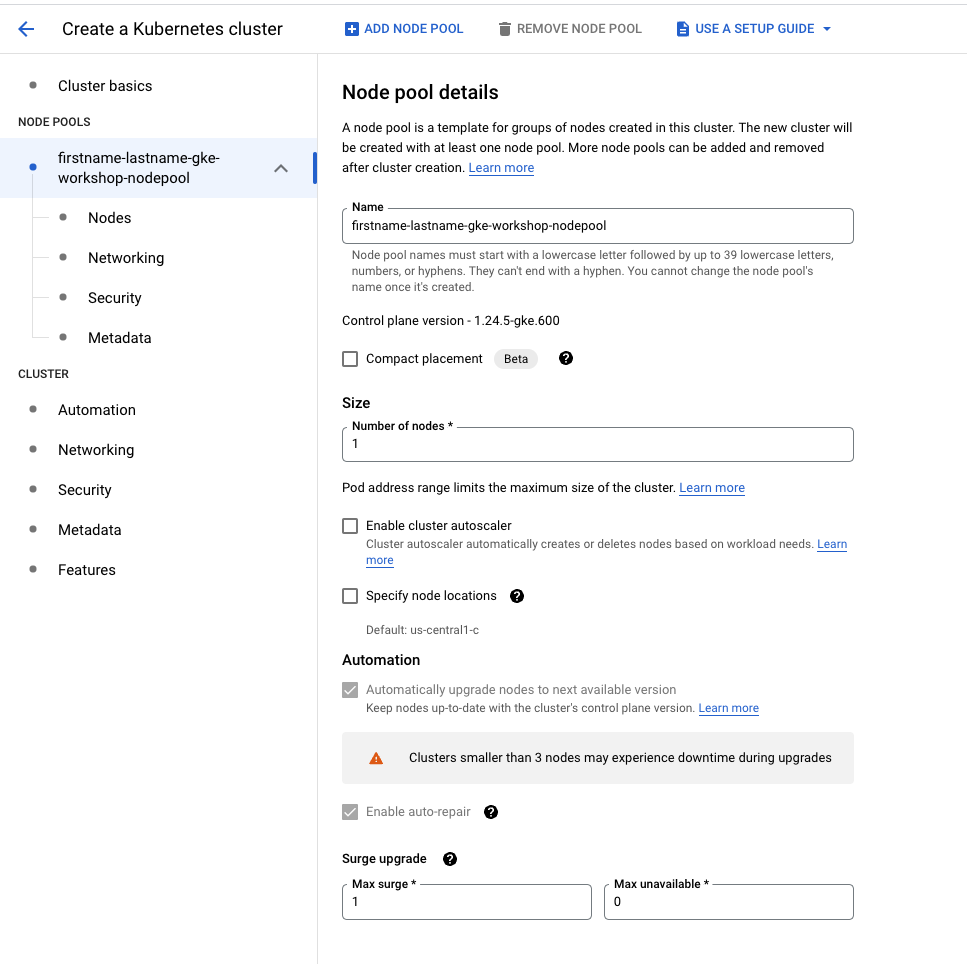 Create a Kubernetes cluster
ADD NODE POOL
REMOVE NODE POOL
USE A SETUP GUIDE
Cluster basics
NODE POOLS
firstname-lastname-gke-
workshop-nodepool
Nodes
Networking
Security
Metadata
CLUSTER
Automation
Networking
Security
Metadata
Features
Node pool details
A node pool is a template for groups of nodes created in this cluster. The new cluster will
be created with at least one node pool. More node pools can be added and removed
after cluster creation. Learn more
Name
firstname-lastname-gke-workshop-nodepool
Node pool names must start with a lowercase letter followed by up to 39 lowercase letters,
numbers, or hyphens. They can't end with a hyphen. You cannot change the node pool's
name once it's created.
Control plane version - 1.24.5-gke.600
Compact placement Beta ?
Size
Number of nodes *
1
Pod address range limits the maximum size of the cluster. Learn more
Enable cluster autoscaler
Cluster autoscaler automatically creates or deletes nodes based on workload needs. Learn
more
Specify node locations ?
Default: us-central1-c
Automation
Automatically upgrade nodes to next available version
Keep nodes up-to-date with the cluster's control plane version. Learn more
Clusters smaller than 3 nodes may experience downtime during upgrades
Enable auto-repair ?
Surge upgrade ?
Max surge *
1
Max unavailable *
0